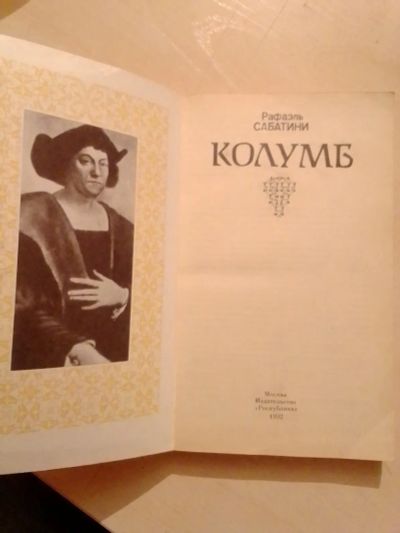 Рафаэль
САБАТИНИ
КОЛУМБ
Москва
Издательство
«Республика»
1992